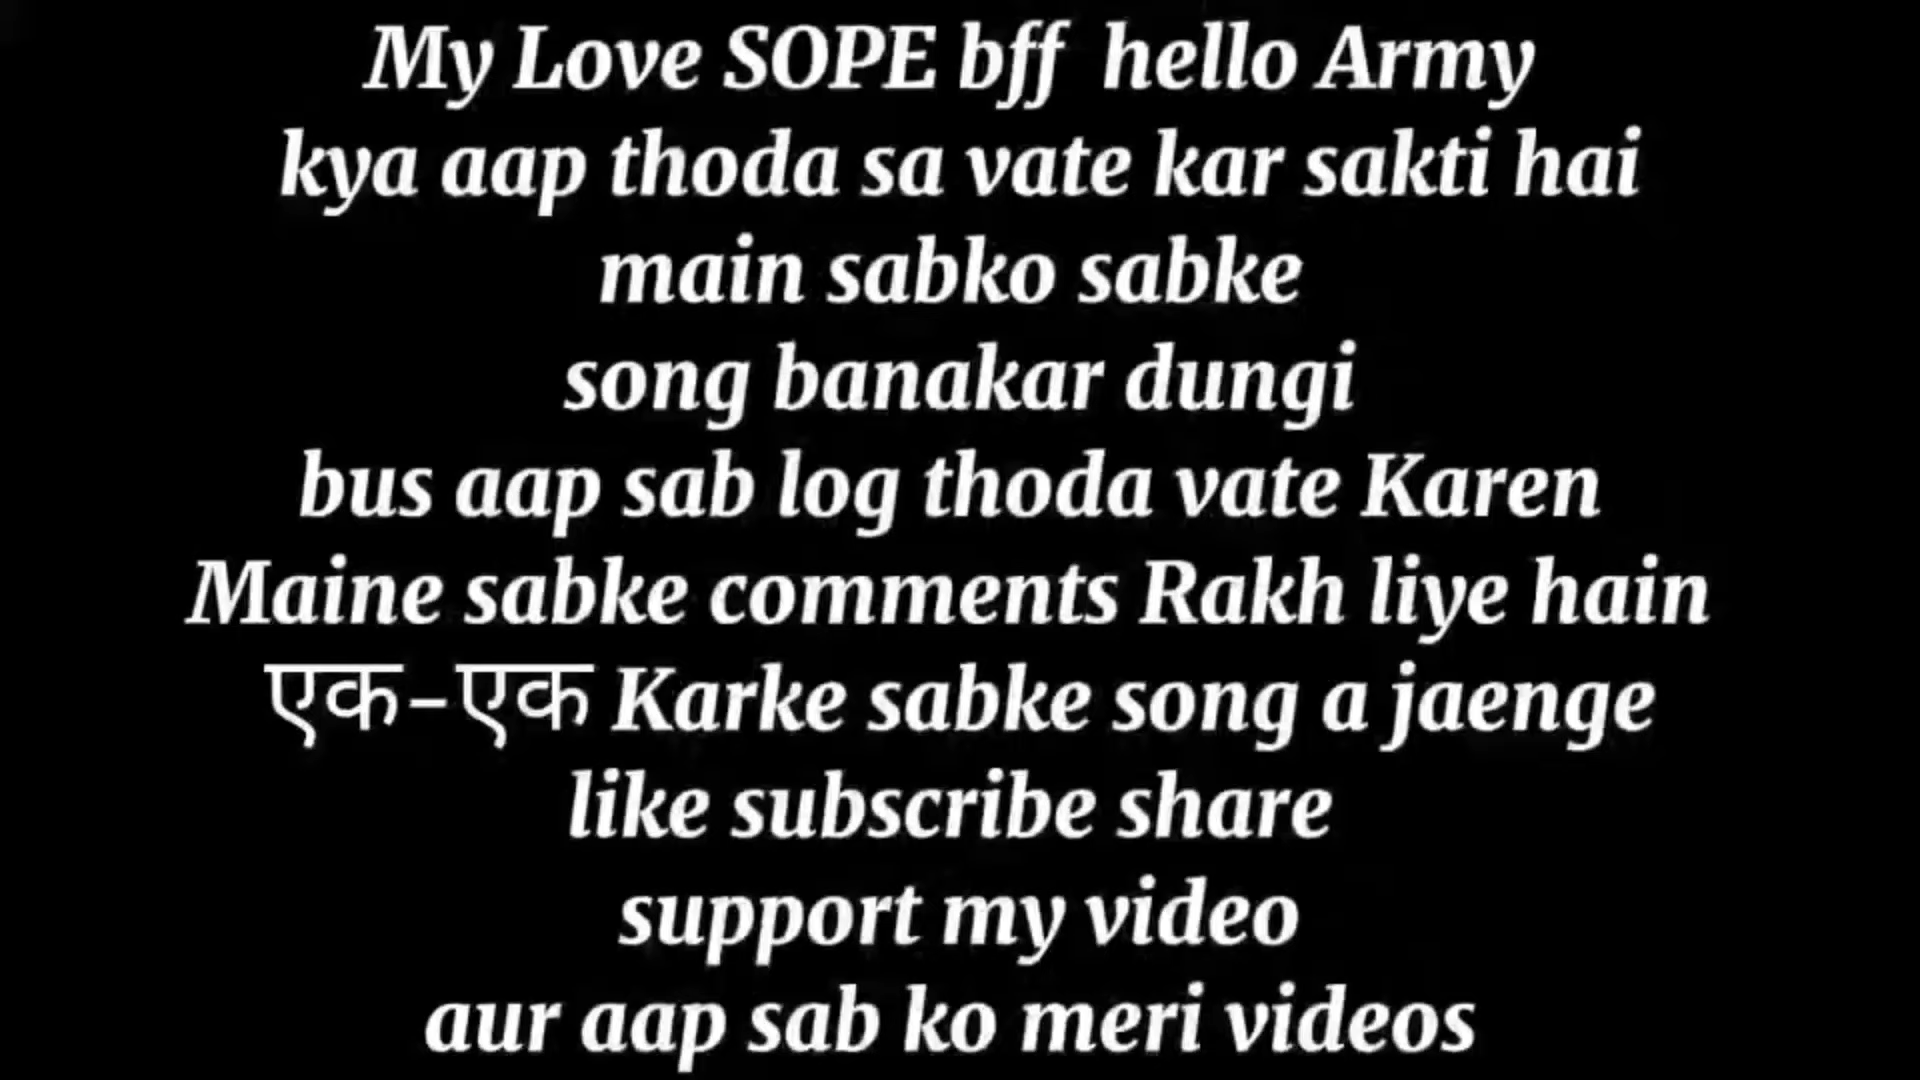 My Love SOPE bff hello Army
kya aap thoda sa vate kar sakti hai
main sabko sabke
song banakar dungi
bus aap sab log thoda vate Karen
Maine sabke comments Rakh liye hain
एक-एक Karke sabke song a jaenge
like subscribe share
support my video
aur aap sab ko meri videos